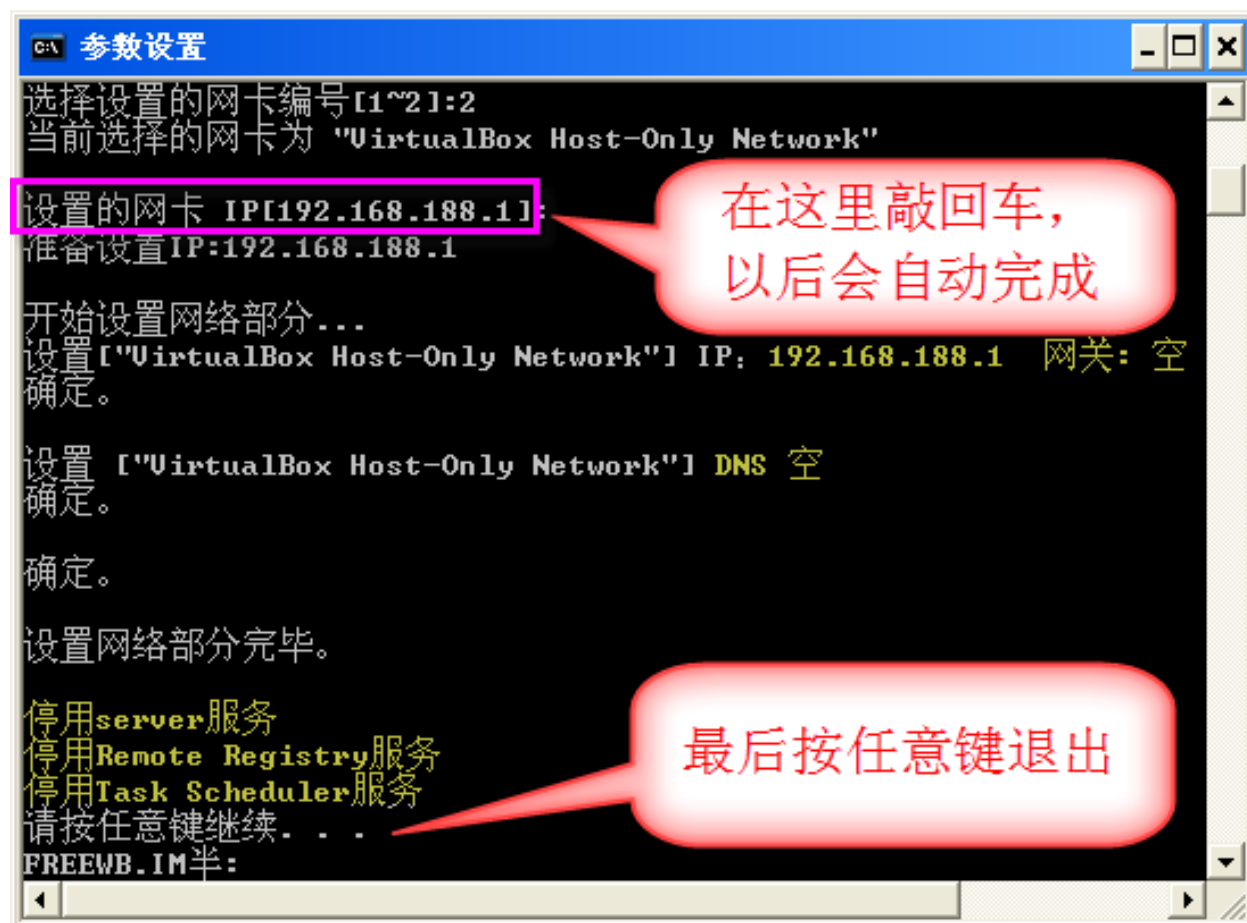 参数设置
选择设置的网卡编号[1~2]:2
当前选择的网卡为 "VirtualBox Host-Only Network"
设置的网卡 IP[192.168.188.1]:
准备设置IP:192.168.188.1
在这里敲回车，
以后会自动完成
开始设置网络部分...
设置["VirtualBox Host-Only Network"] IP: 192.168.188.1 网关: 空
确定。
设置 ["VirtualBox Host-Only Network"] DNS 空
确定。
确定。
设置网络部分完毕。
停用server服务
停用Remote Registry服务
停用Task Scheduler服务
请按任意键继续. . .
最后按任意键退出
FREEWB.IM半: